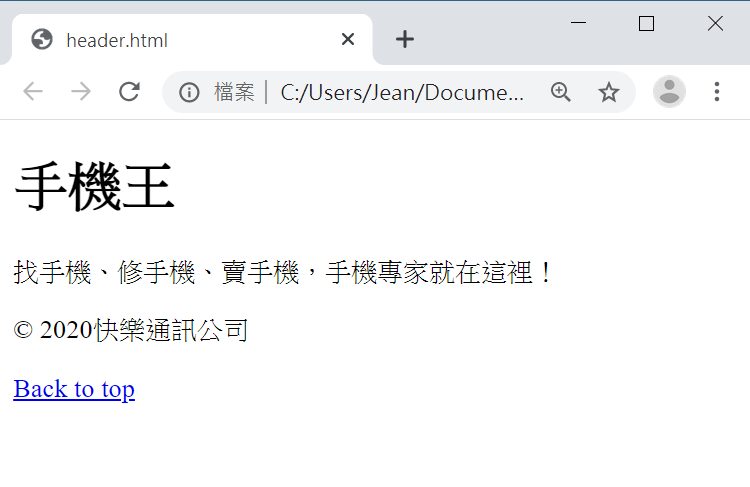 header.html
檔案 | C:/Users/Jean/Docume...
手機王
找手機、修手機、賣手機，手機專家就在這裡！
© 2020快樂通訊公司
Back to top